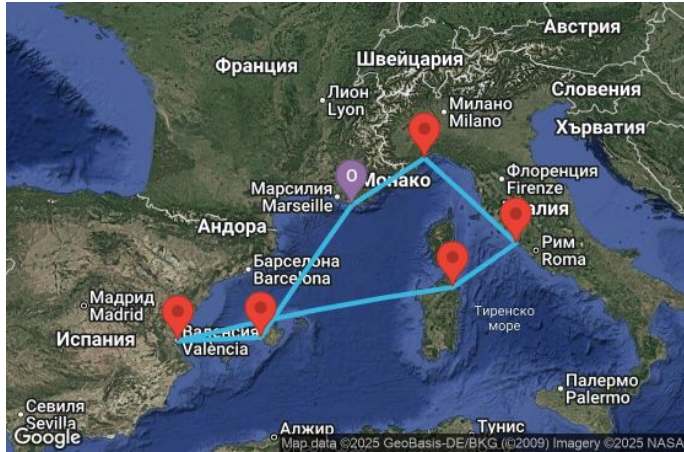 Австрия
Швейцария
Франция
Словения
Лион
Lyon
Милано
Milano
Хърватия
O
Монако
Флоренция
Firenze
Марсилия
Marseille
Андора
Рим
Roma
Барселона
Barcelona
Мадрид
Madrid
Тиренско
море
Валенсия
València
Испания
Палермо
Palermo
Севиля
Sevilla
Алжир
Тунис
Google
Map data ©2025 GeoBasis-DE/BKG (©2009) Imagery ©2025 NASA